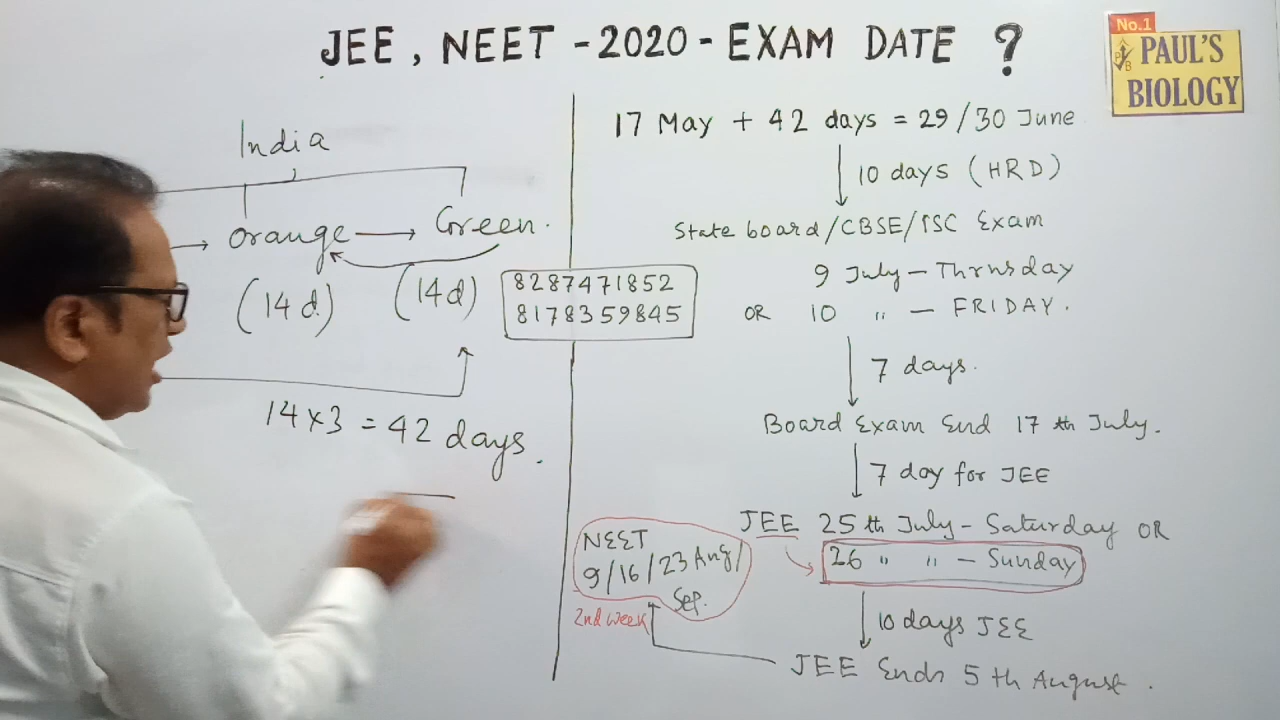 JEE, NEET - 2020 - EXAM DATE ?
No.1
PAUL'S
BIOLOGY
India
Orange → Green.
(14 d) (14d)
14 x 3 = 42 days.
8287471852
8178359845
17 May + 42 days = 29/30 June
10 days (HRD)
State board/CBSE/ISC Exam
9 July - Thrusday
OR 10 " - FRIDAY.
7 days.
Board Exam End 17 th July.
7 day for JEE
JEE 25 th July - Saturday OR
26 " " - Sunday
10 days JEE
JEE Ends 5 th August.
NEET
9/16/23 Aug/
Sep.
2nd week